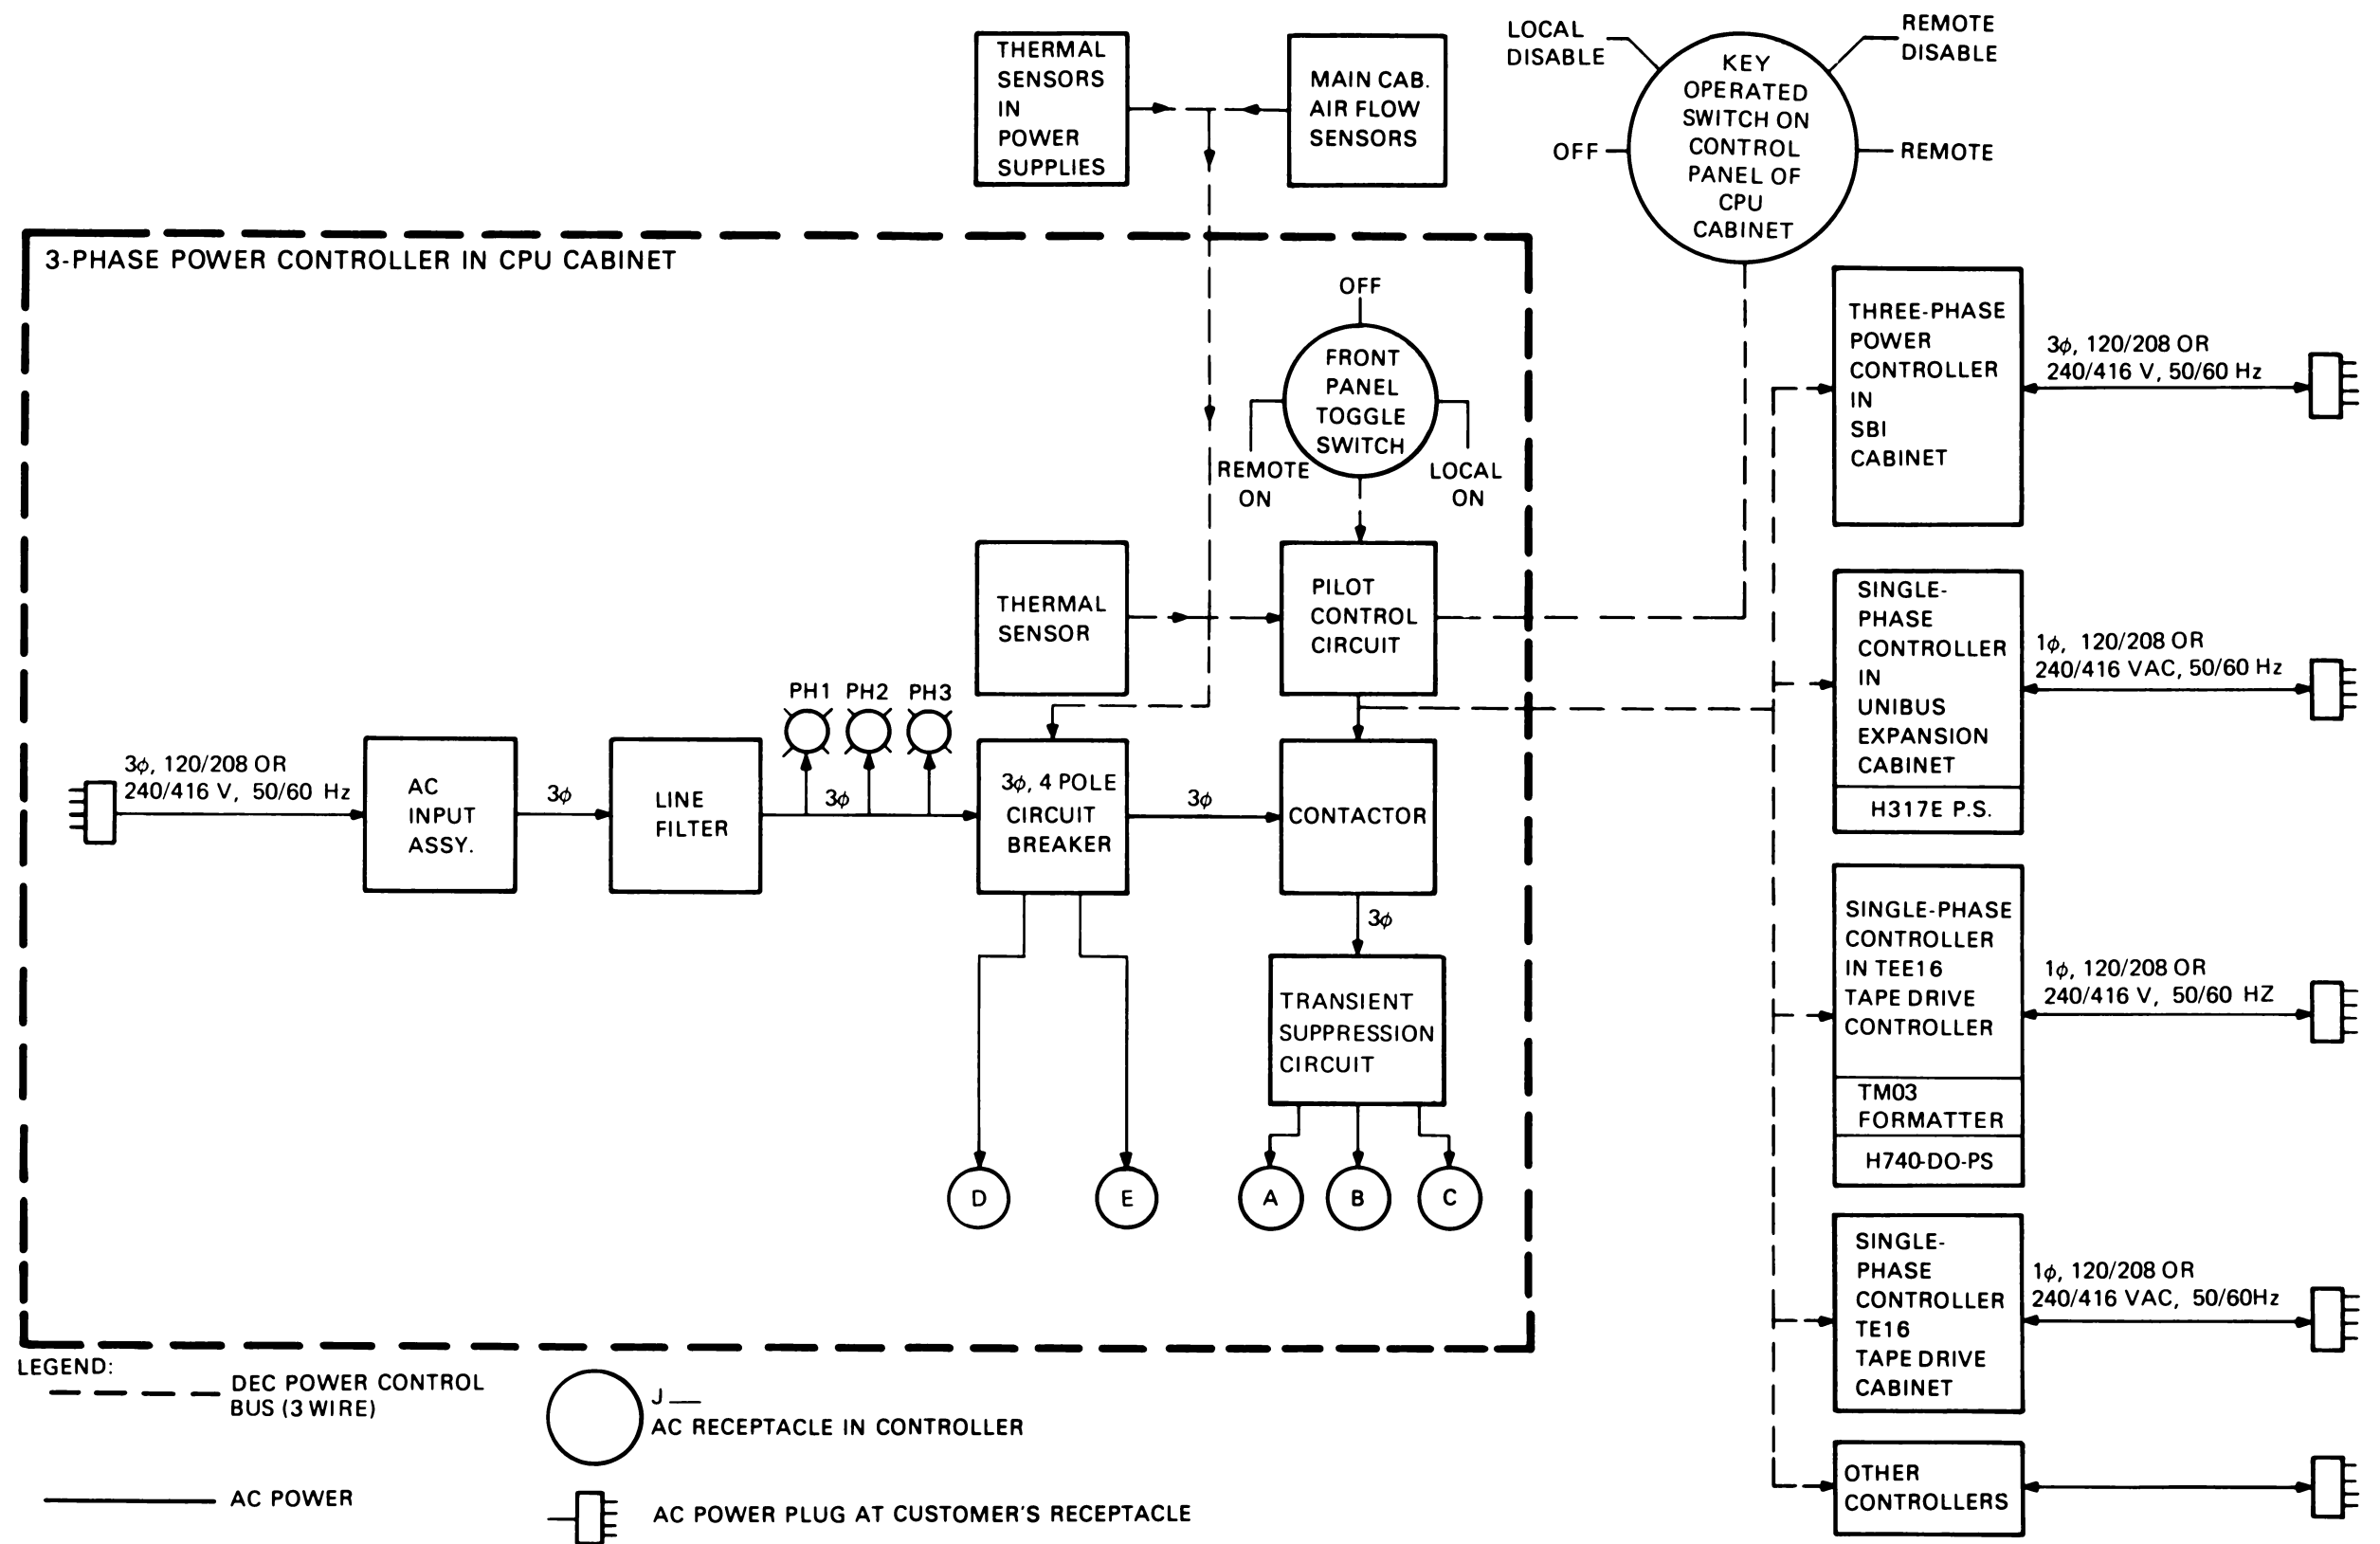 THERMAL
SENSORS
IN
POWER
SUPPLIES
MAIN CAB.
AIR FLOW
SENSORS
LOCAL
DISABLE
REMOTE
DISABLE
OFF
REMOTE
KEY
OPERATED
SWITCH ON
CONTROL
PANEL OF
CPU
CABINET
3-PHASE POWER CONTROLLER IN CPU CABINET
OFF
FRONT
PANEL
TOGGLE
SWITCH
REMOTE
ON
LOCAL
ON
THERMAL
SENSOR
PILOT
CONTROL
CIRCUIT
PH1 PH2 PH3
3ϕ, 120/208 OR
240/416 V, 50/60 Hz
AC
INPUT
ASSY.
3ϕ
LINE
FILTER
3ϕ
3ϕ, 4 POLE
CIRCUIT
BREAKER
3ϕ
CONTACTOR
3ϕ
TRANSIENT
SUPPRESSION
CIRCUIT
D
E
A
B
C
THREE-PHASE
POWER
CONTROLLER
IN
SBI
CABINET
3ϕ, 120/208 OR
240/416 V, 50/60 Hz
SINGLE-
PHASE
CONTROLLER
IN
UNIBUS
EXPANSION
CABINET
H317E P.S.
1ϕ, 120/208 OR
240/416 VAC, 50/60 Hz
SINGLE-PHASE
CONTROLLER
IN TEE16
TAPE DRIVE
CONTROLLER
TM03
FORMATTER
H740-DO-PS
1ϕ, 120/208 OR
240/416 V, 50/60 HZ
SINGLE-
PHASE
CONTROLLER
TE16
TAPE DRIVE
CABINET
1ϕ, 120/208 OR
240/416 VAC, 50/60Hz
OTHER
CONTROLLERS
LEGEND:
DEC POWER CONTROL
BUS (3 WIRE)
AC POWER
J __
AC RECEPTACLE IN CONTROLLER
AC POWER PLUG AT CUSTOMER'S RECEPTACLE